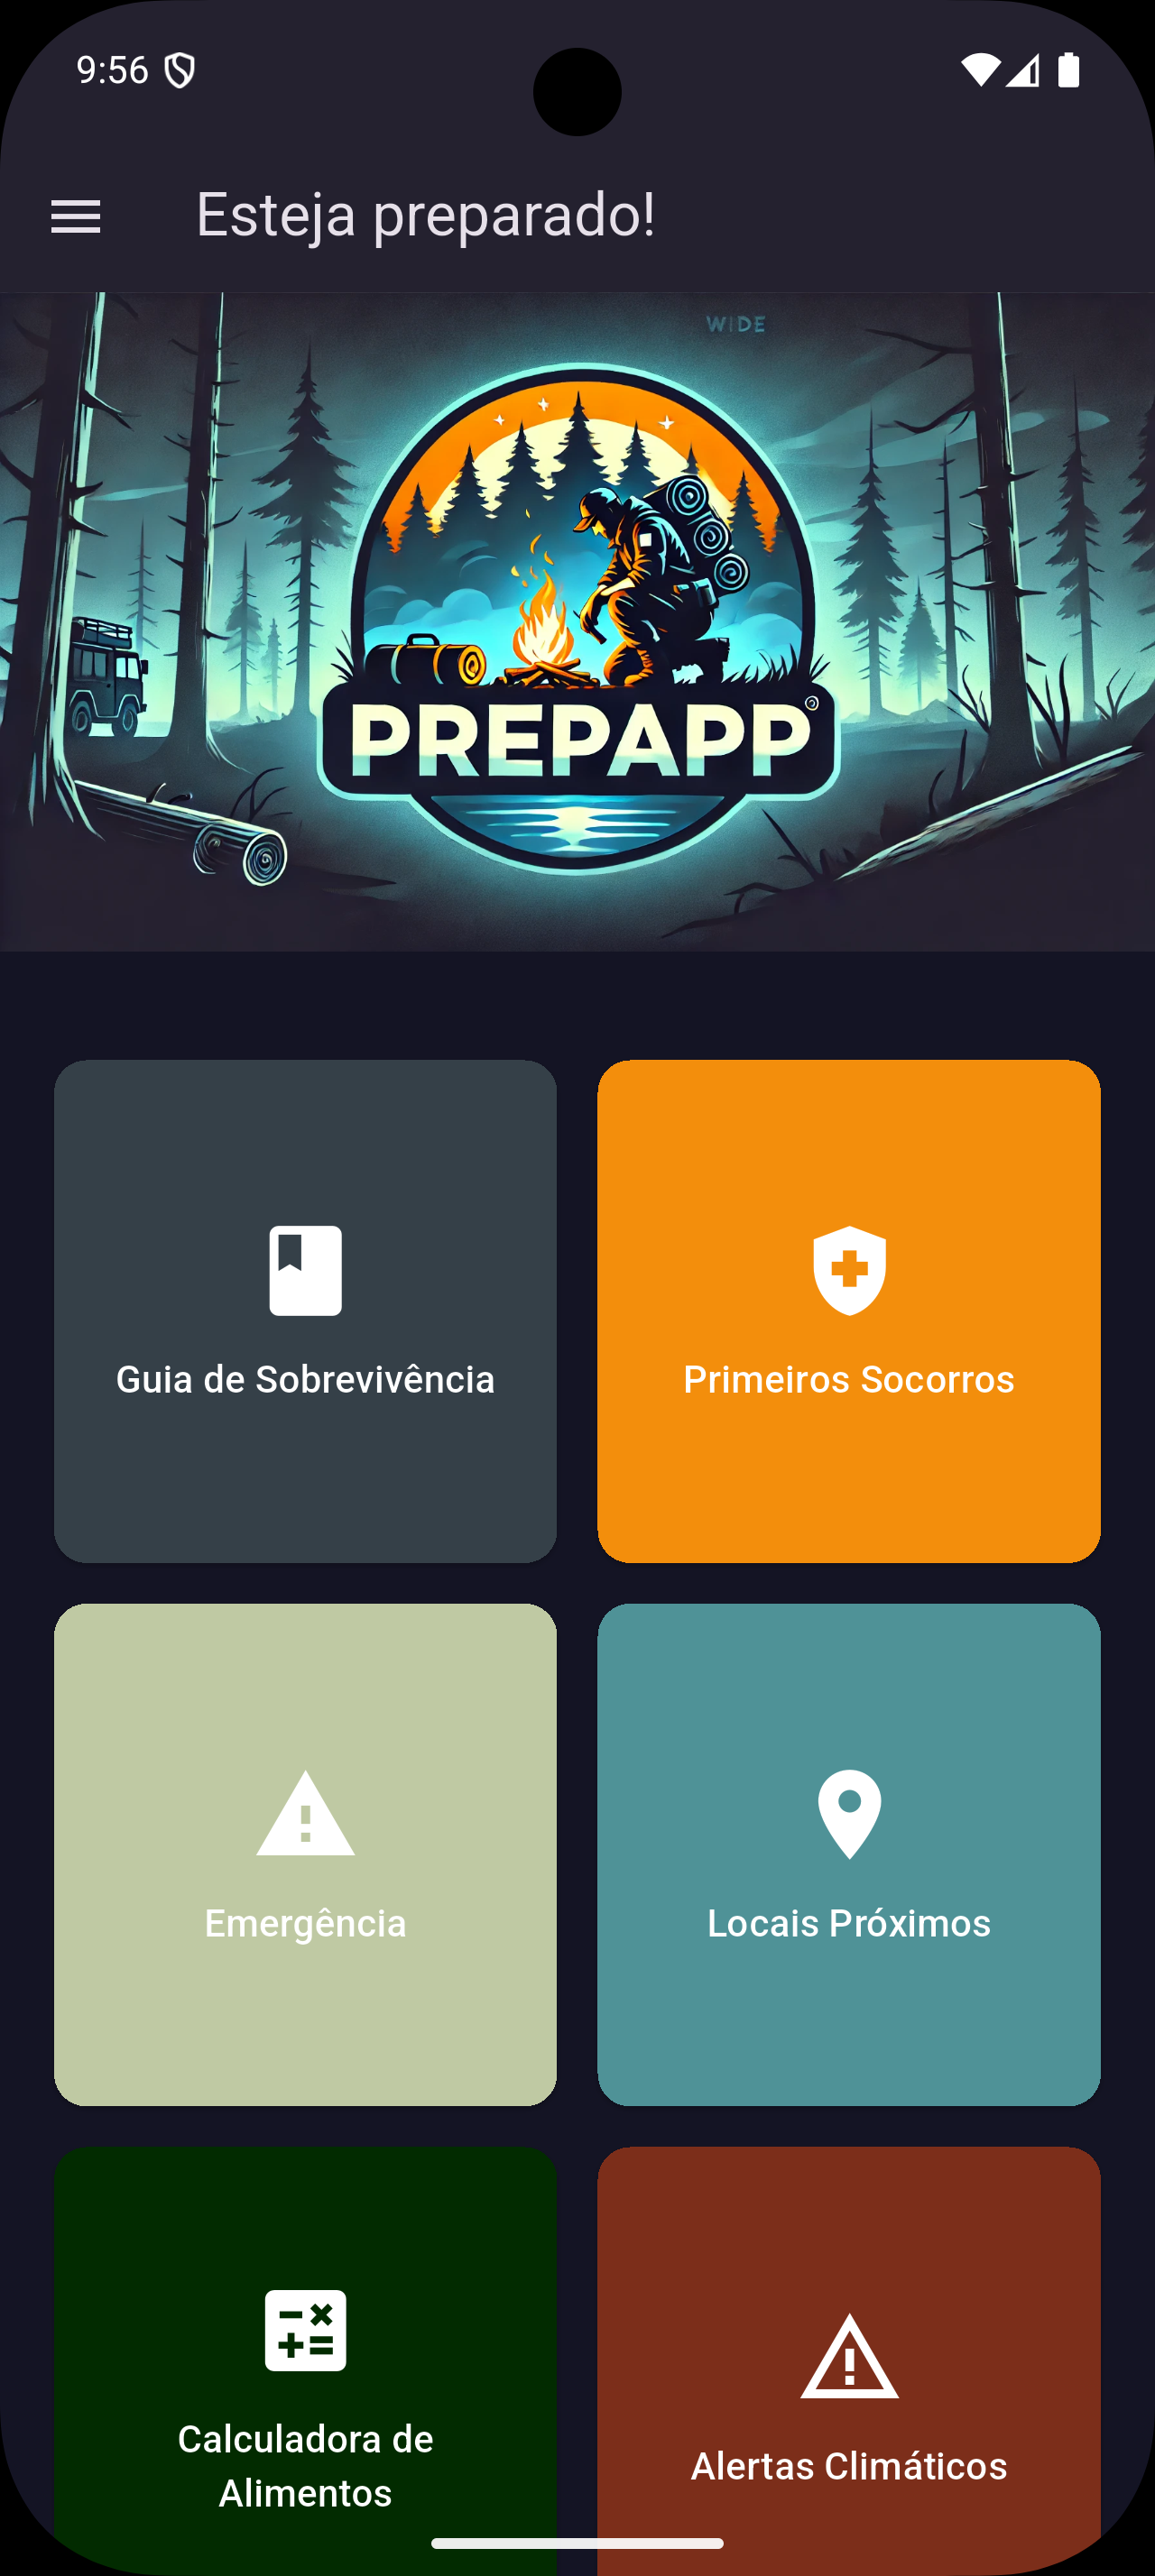 9:56
Esteja preparado!
WIDE
PREPAPP
Guia de Sobrevivência
Primeiros Socorros
Emergência
Locais Próximos
Calculadora de
Alimentos
Alertas Climáticos